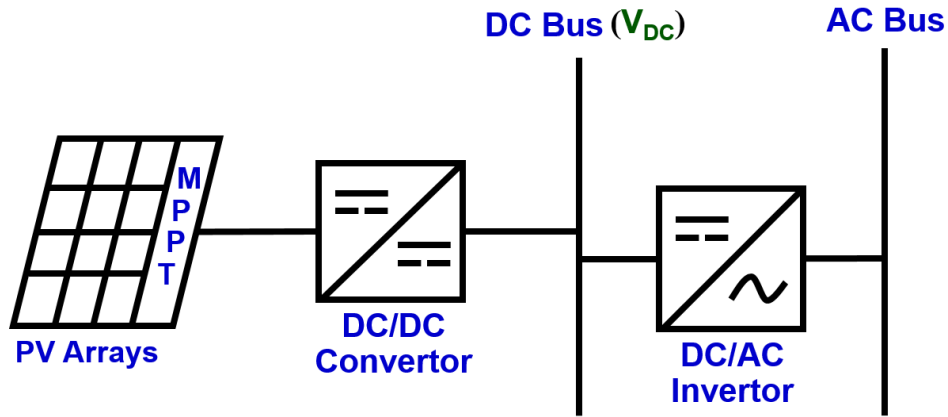 DC Bus (VDC)
AC Bus
M
P
P
T
PV Arrays
DC/DC
Convertor
DC/AC
Invertor